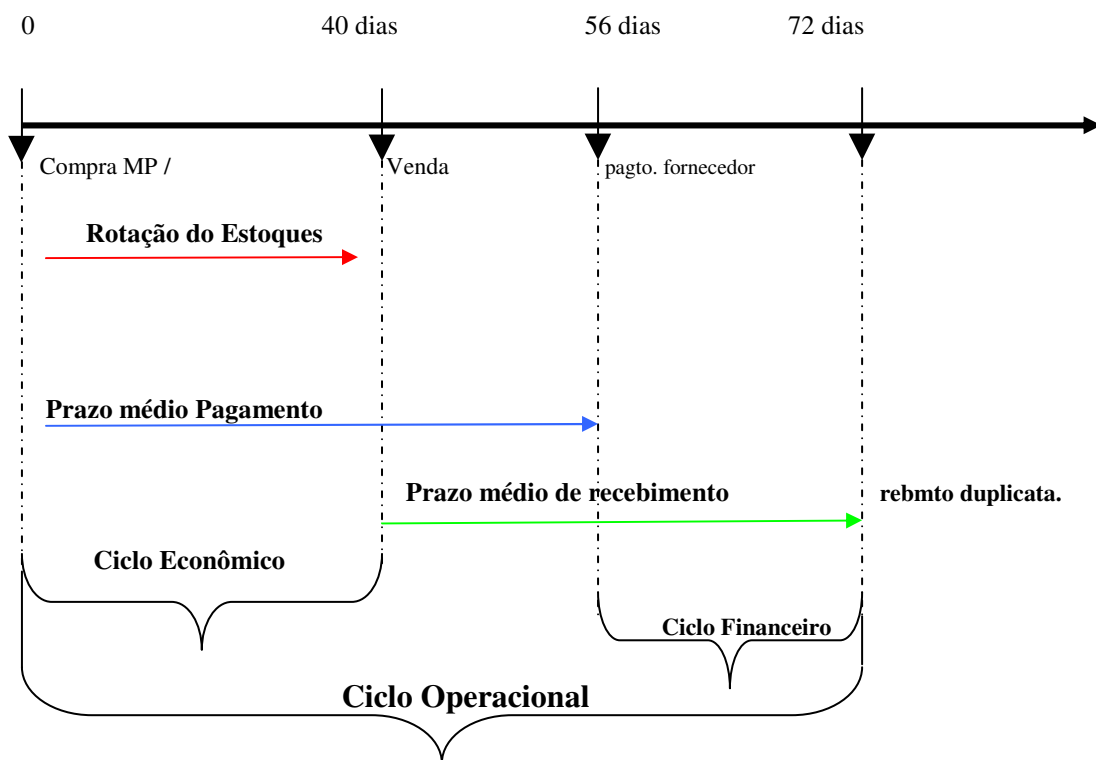 0 40 dias 56 dias 72 dias
Compra MP / Venda pagto. fornecedor
Rotação do Estoques
Prazo médio Pagamento
Prazo médio de recebimento rebmto duplicata.
Ciclo Econômico
Ciclo Financeiro
Ciclo Operacional